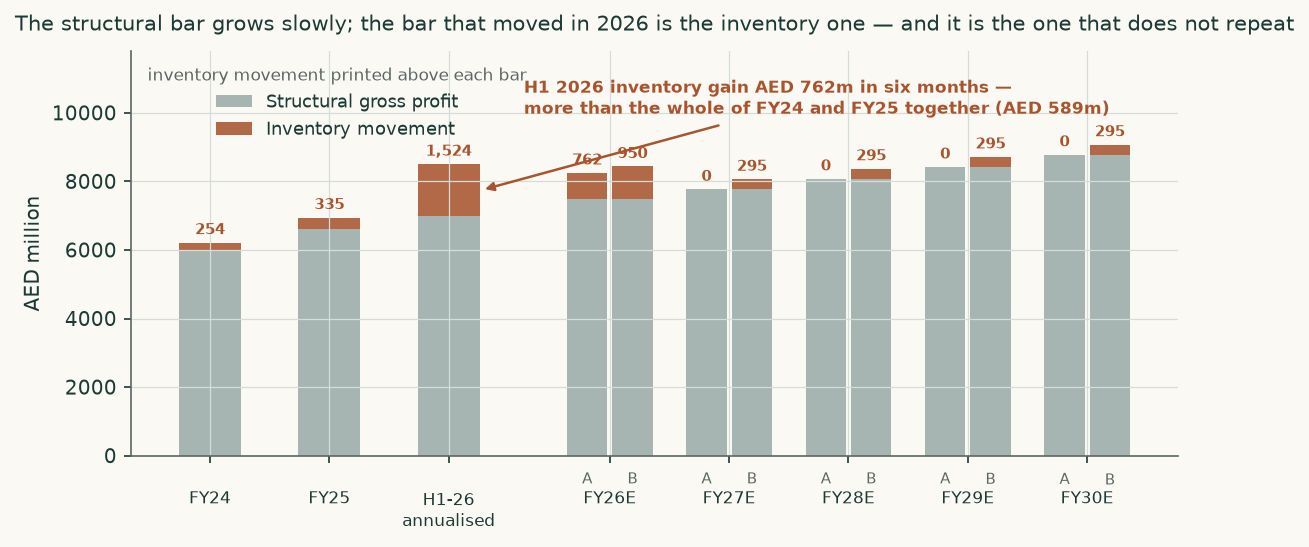 The structural bar grows slowly; the bar that moved in 2026 is the inventory one — and it is the one that does not repeat
inventory movement printed above each bar
Structural gross profit
Inventory movement
H1 2026 inventory gain AED 762m in six months —
more than the whole of FY24 and FY25 together (AED 589m)
AED million
10000
8000
6000
4000
2000
0
254
335
1,524
762
950
0
295
0
295
0
295
0
295
A B
A B
A B
A B
A B
FY24
FY25
H1-26
annualised
FY26E
FY27E
FY28E
FY29E
FY30E